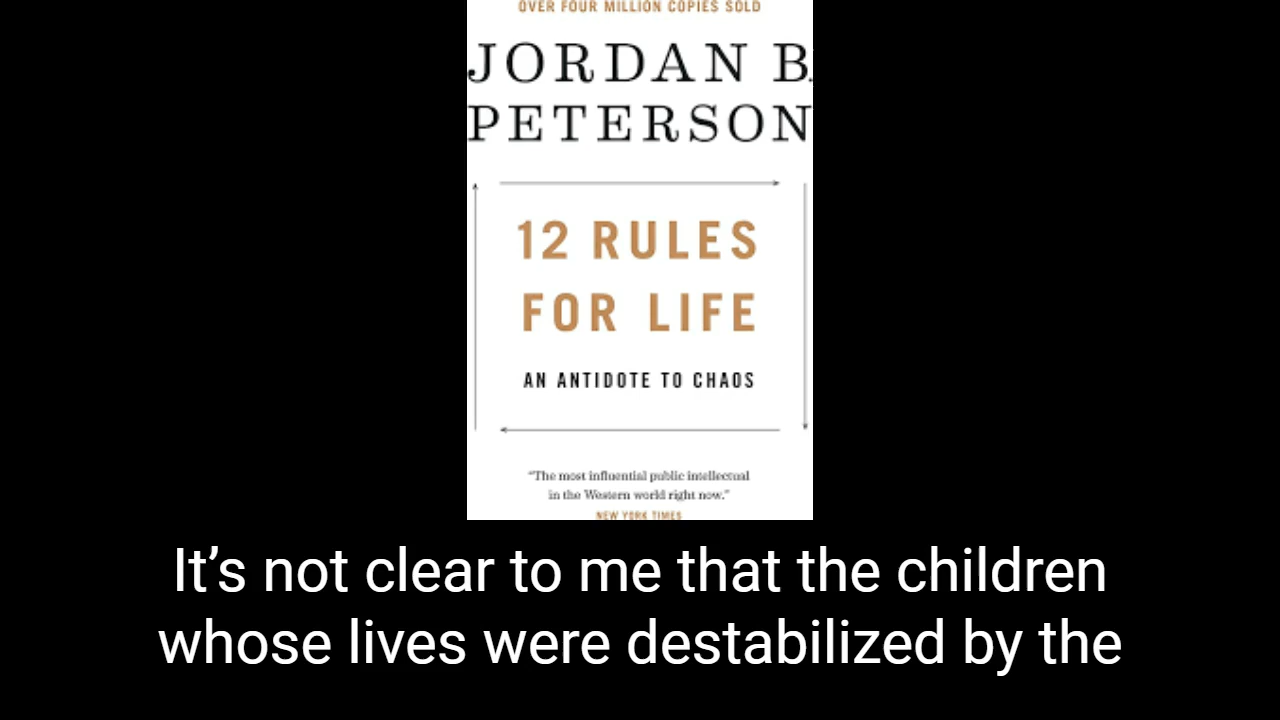 OVER FOUR MILLION COPIES SOLD
JORDAN B.
PETERSON
12 RULES
FOR LIFE
AN ANTIDOTE TO CHAOS
“The most influential public intellectual
in the Western world right now.”
NEW YORK TIMES
It’s not clear to me that the children
whose lives were destabilized by the